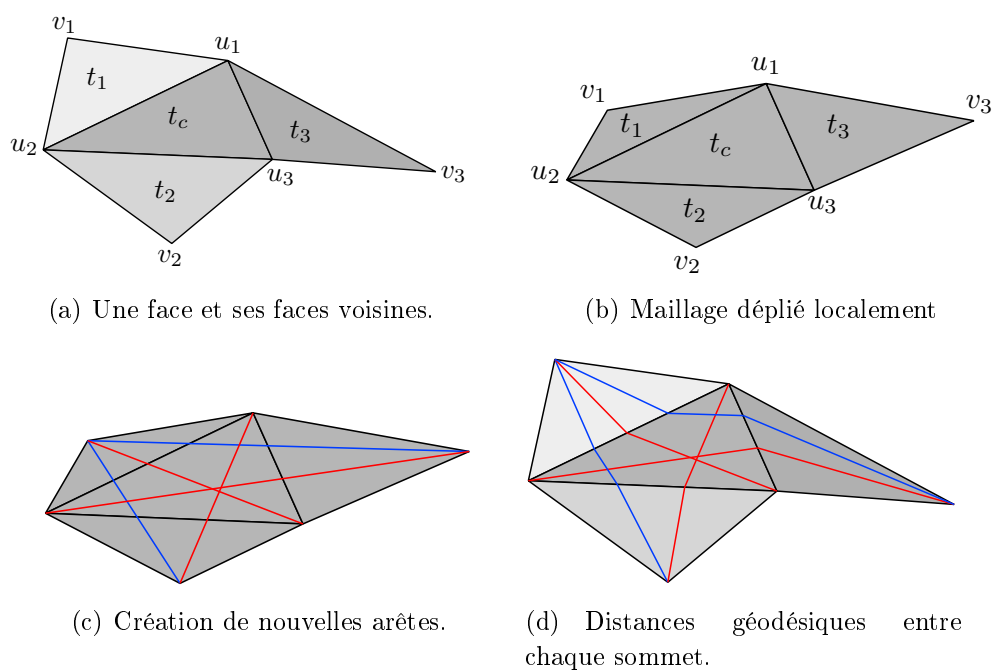 v1
u1
t1
tc
t3
u2
t2
u3
v3
v2
(a) Une face et ses faces voisines.
u1
v1
v3
t1
t3
tc
u2
t2
u3
v2
(b) Maillage déplié localement
(c) Création de nouvelles arêtes.
(d) Distances géodésiques entre
chaque sommet.